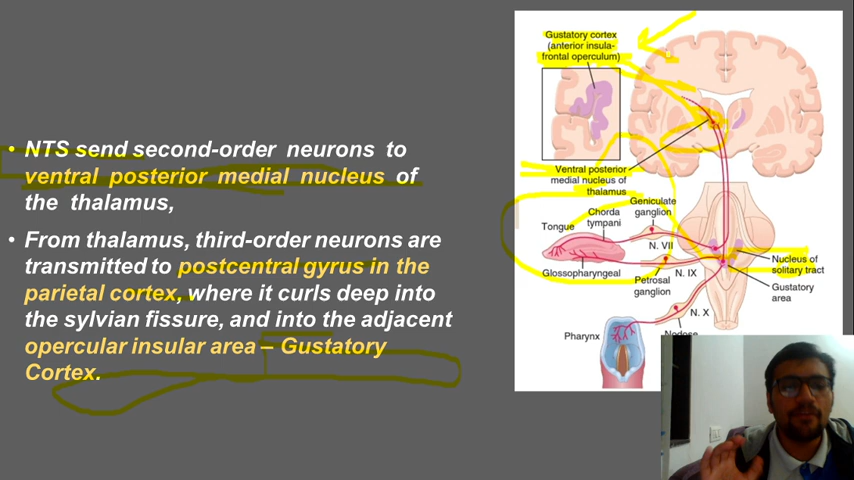 • NTS send second-order neurons to
ventral posterior medial nucleus of
the thalamus,
• From thalamus, third-order neurons are
transmitted to postcentral gyrus in the
parietal cortex, where it curls deep into
the sylvian fissure, and into the adjacent
opercular insular area – Gustatory
Cortex.
Gustatory cortex
(anterior insula-
frontal operculum)
Ventral posterior
medial nucleus of
thalamus
Geniculate
ganglion
Chorda
tympani
Tongue
N. VII
Glossopharyngeal
N. IX
Petrosal
ganglion
Nucleus of
solitary tract
Gustatory
area
N. X
Pharynx
Nodose